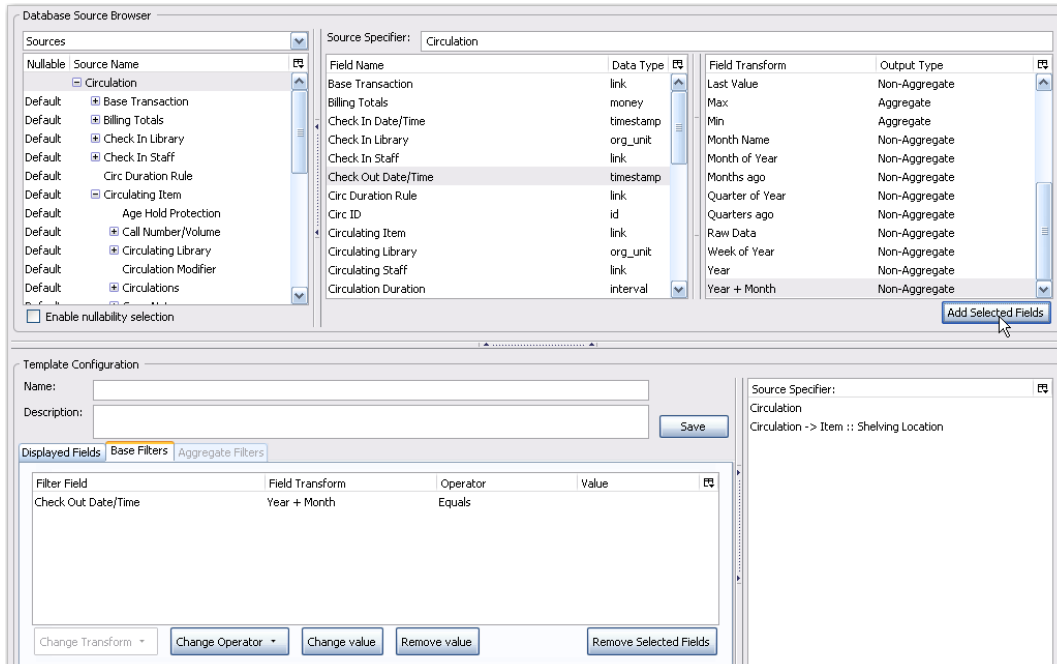 Database Source Browser
Sources
Source Specifier: Circulation
Nullable Source Name
Circulation
Default Base Transaction
Default Billing Totals
Default Check In Library
Default Check In Staff
Default Circ Duration Rule
Default Circulating Item
Default Age Hold Protection
Default Call Number/Volume
Default Circulating Library
Default Circulation Modifier
Default Circulations
Enable nullability selection
Field Name Data Type
Base Transaction link
Billing Totals money
Check In Date/Time timestamp
Check In Library org_unit
Check In Staff link
Check Out Date/Time timestamp
Circ Duration Rule link
Circ ID id
Circulating Item link
Circulating Library org_unit
Circulating Staff link
Circulation Duration interval
Field Transform Output Type
Last Value Non-Aggregate
Max Aggregate
Min Aggregate
Month Name Non-Aggregate
Month of Year Non-Aggregate
Months ago Non-Aggregate
Quarter of Year Non-Aggregate
Quarters ago Non-Aggregate
Raw Data Non-Aggregate
Week of Year Non-Aggregate
Year Non-Aggregate
Year + Month Non-Aggregate
Add Selected Fields
Template Configuration
Name:
Description:
Save
Displayed Fields Base Filters Aggregate Filters
Filter Field Field Transform Operator Value
Check Out Date/Time Year + Month Equals
Change Transform Change Operator Change value Remove value Remove Selected Fields
Source Specifier:
Circulation
Circulation -> Item :: Shelving Location